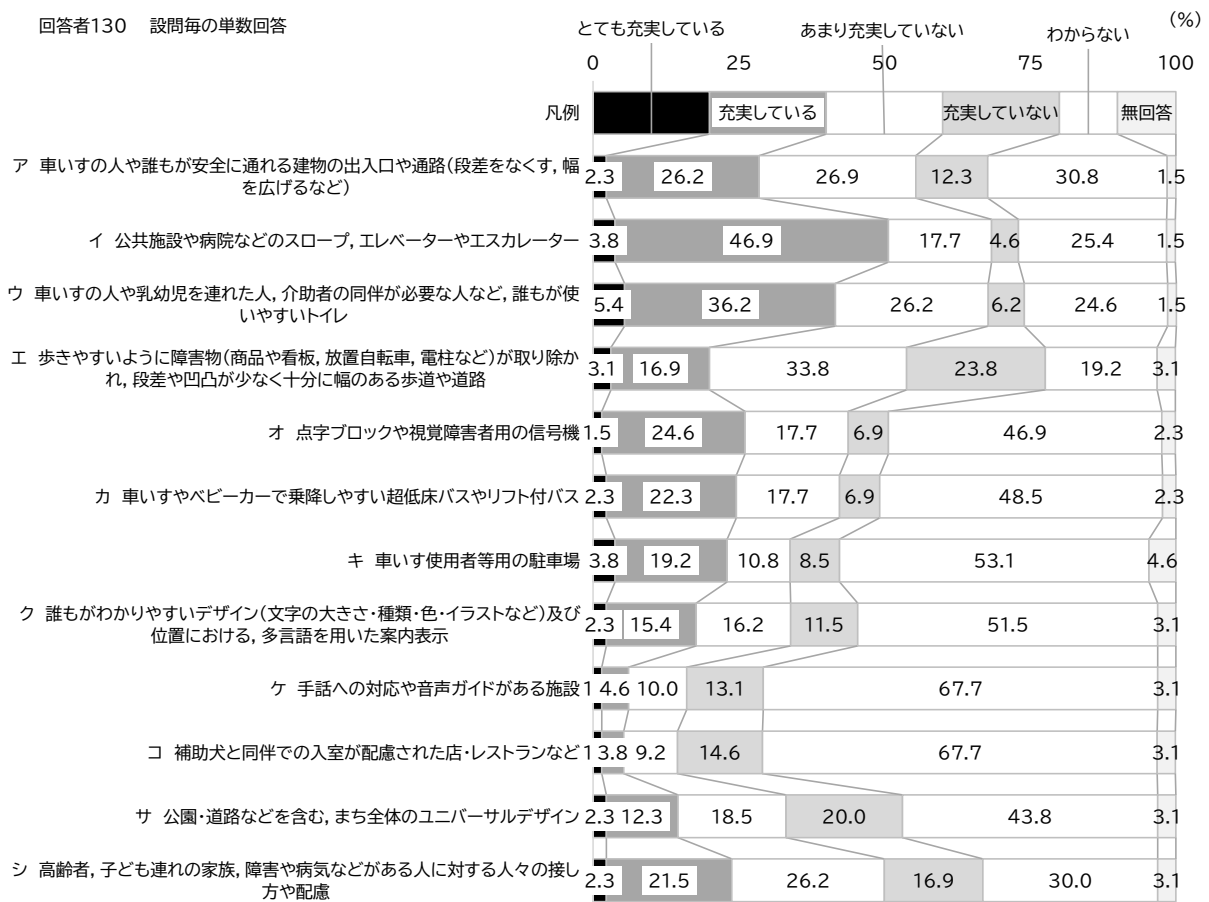 (%)
回答者130　設問毎の単数回答
とても充実している　あまり充実していない　わからない
0 25 50 75 100
凡例　充実している　充実していない　無回答
ア 車いすの人や誰もが安全に通れる建物の出入口や通路(段差をなくす,幅
を広げるなど)
2.3 26.2 26.9 12.3 30.8 1.5
イ 公共施設や病院などのスロープ,エレベーターやエスカレーター
3.8 46.9 17.7 4.6 25.4 1.5
ウ 車いすの人や乳幼児を連れた人,介助者の同伴が必要な人など,誰もが使
いやすいトイレ
5.4 36.2 26.2 6.2 24.6 1.5
エ 歩きやすいように障害物(商品や看板,放置自転車,電柱など)が取り除か
れ,段差や凹凸が少なく十分に幅のある歩道や道路
3.1 16.9 33.8 23.8 19.2 3.1
オ 点字ブロックや視覚障害者用の信号機
1.5 24.6 17.7 6.9 46.9 2.3
カ 車いすやベビーカーで乗降しやすい超低床バスやリフト付バス
2.3 22.3 17.7 6.9 48.5 2.3
キ 車いす使用者等用の駐車場
3.8 19.2 10.8 8.5 53.1 4.6
ク 誰もがわかりやすいデザイン(文字の大きさ・種類・色・イラストなど)及び
位置における,多言語を用いた案内表示
2.3 15.4 16.2 11.5 51.5 3.1
ケ 手話への対応や音声ガイドがある施設
1 4.6 10.0 13.1 67.7 3.1
コ 補助犬と同伴での入室が配慮された店・レストランなど
1 3.8 9.2 14.6 67.7 3.1
サ 公園・道路などを含む,まち全体のユニバーサルデザイン
2.3 12.3 18.5 20.0 43.8 3.1
シ 高齢者,子ども連れの家族,障害や病気などがある人に対する人々の接し
方や配慮
2.3 21.5 26.2 16.9 30.0 3.1